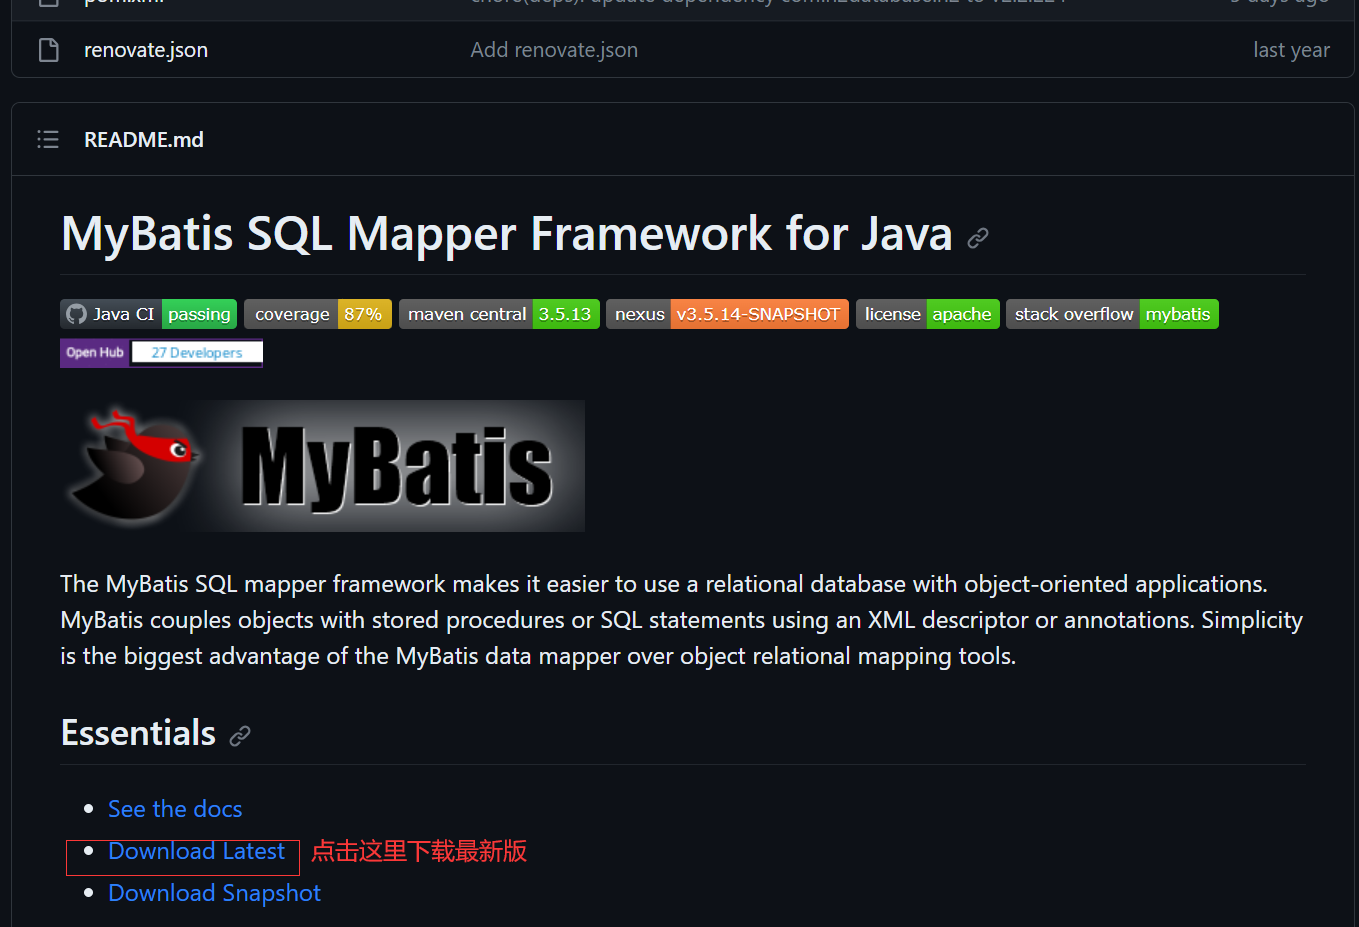 renovate.json Add renovate.json last year
README.md
MyBatis SQL Mapper Framework for Java
Java CI passing coverage 87% maven central 3.5.13 nexus v3.5.14-SNAPSHOT license apache stack overflow mybatis
Open Hub 27 Developers
MyBatis
The MyBatis SQL mapper framework makes it easier to use a relational database with object-oriented applications.
MyBatis couples objects with stored procedures or SQL statements using an XML descriptor or annotations. Simplicity
is the biggest advantage of the MyBatis data mapper over object relational mapping tools.
Essentials
See the docs
Download Latest 点击这里下载最新版
Download Snapshot